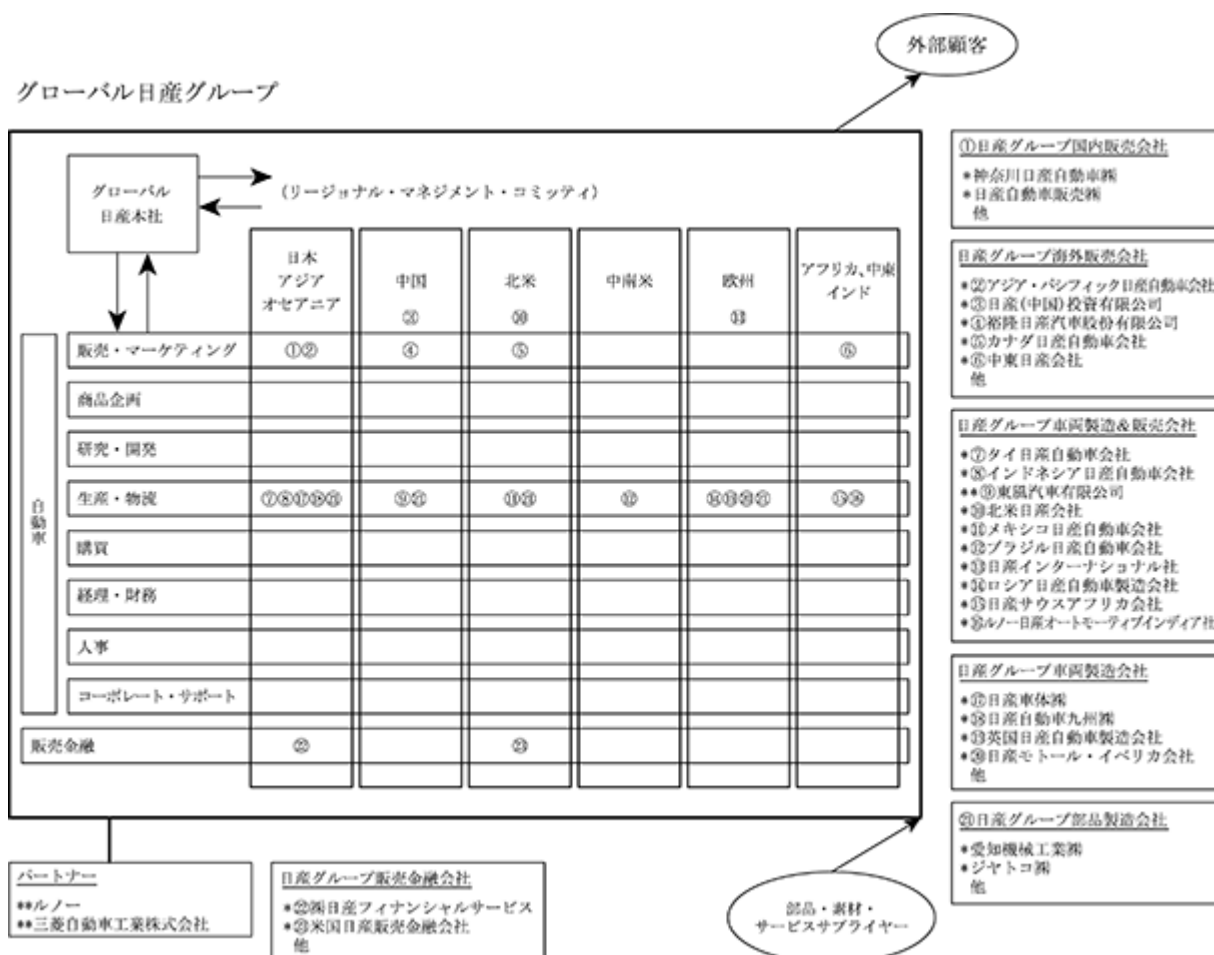 外部顧客
グローバル日産グループ
グローバル
日産本社
(リージョナル・マネジメント・コミッティ)
日本
アジア
オセアニア
中国
③
北米
⑩
中南米
欧州
⑬
アフリカ、中東
インド
自動車
販売・マーケティング
①②
④
⑤
⑥
商品企画
研究・開発
生産・物流
⑦⑧⑰⑱㉑
⑨㉑
⑪㉑
⑫
⑭⑲⑳㉑
⑮⑯
購買
経理・財務
人事
コーポレート・サポート
販売金融
㉒
㉓
①日産グループ国内販売会社
*神奈川日産自動車㈱
*日産自動車販売㈱
他
日産グループ海外販売会社
*②アジア・パシフィック日産自動車会社
*③日産(中国)投資有限公司
*④裕隆日産汽車股份有限公司
*⑤カナダ日産自動車会社
*⑥中東日産会社
他
日産グループ車両製造&販売会社
*⑦タイ日産自動車会社
*⑧インドネシア日産自動車会社
**⑨東風汽車有限公司
*⑩北米日産会社
*⑪メキシコ日産自動車会社
*⑫ブラジル日産自動車会社
*⑬日産インターナショナル社
*⑭ロシア日産自動車製造会社
*⑮日産サウスアフリカ会社
*⑯ルノー日産オートモーティブインディア社
日産グループ車両製造会社
*⑰日産車体㈱
*⑱日産自動車九州㈱
*⑲英国日産自動車製造会社
*⑳日産モトール・イベリカ会社
他
㉑日産グループ部品製造会社
*愛知機械工業㈱
*ジヤトコ㈱
他
パートナー
**ルノー
**三菱自動車工業株式会社
日産グループ販売金融会社
*㉒㈱日産フィナンシャルサービス
*㉓米国日産販売金融会社
他
部品・素材・
サービスサプライヤー